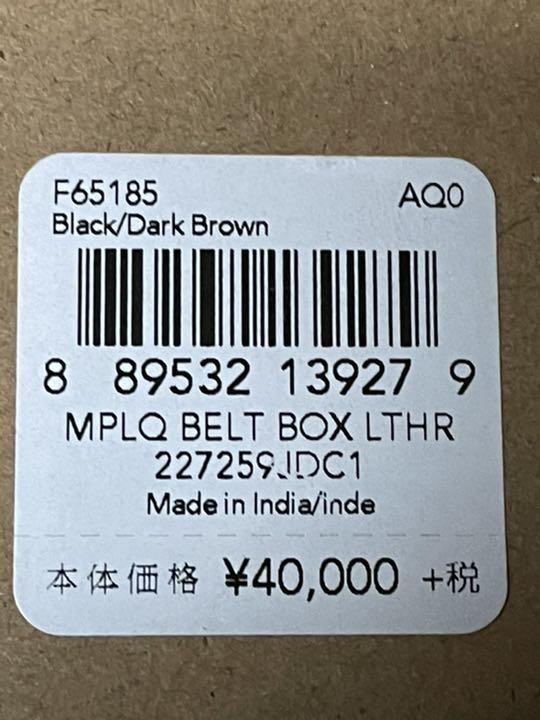 F65185 AQ0
Black/Dark Brown
8 89532 13927 9
MPLQ BELT BOX LTHR
227259JDC1
Made in India/inde
本体価格 ¥40,000 +税